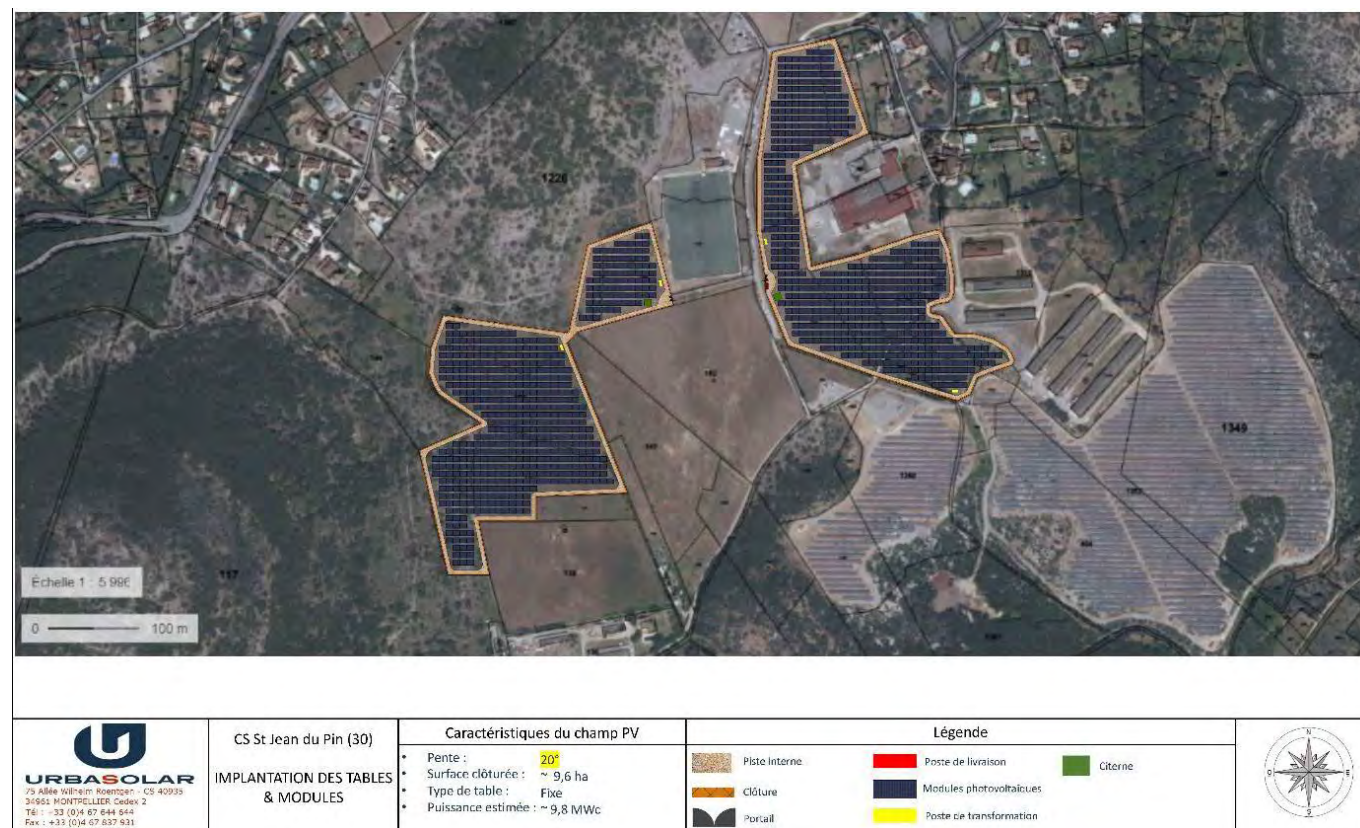 1226
1349
117
Échelle 1 : 5 996
0 100 m
URBASOLAR
75 Allée Wilhelm Roentgen - CS 40935
34961 MONTPELLIER Cedex 2
Tél : +33 (0)4 67 644 644
Fax : +33 (0)4 67 837 931
CS St Jean du Pin (30)
IMPLANTATION DES TABLES
& MODULES
Caractéristiques du champ PV
• Pente : 20°
• Surface clôturée : ~ 9,6 ha
• Type de table : Fixe
• Puissance estimée : ~ 9,8 MWc
Légende
Piste interne
Clôture
Portail
Poste de livraison
Modules photovoltaïques
Poste de transformation
Citerne
N
O
E
S